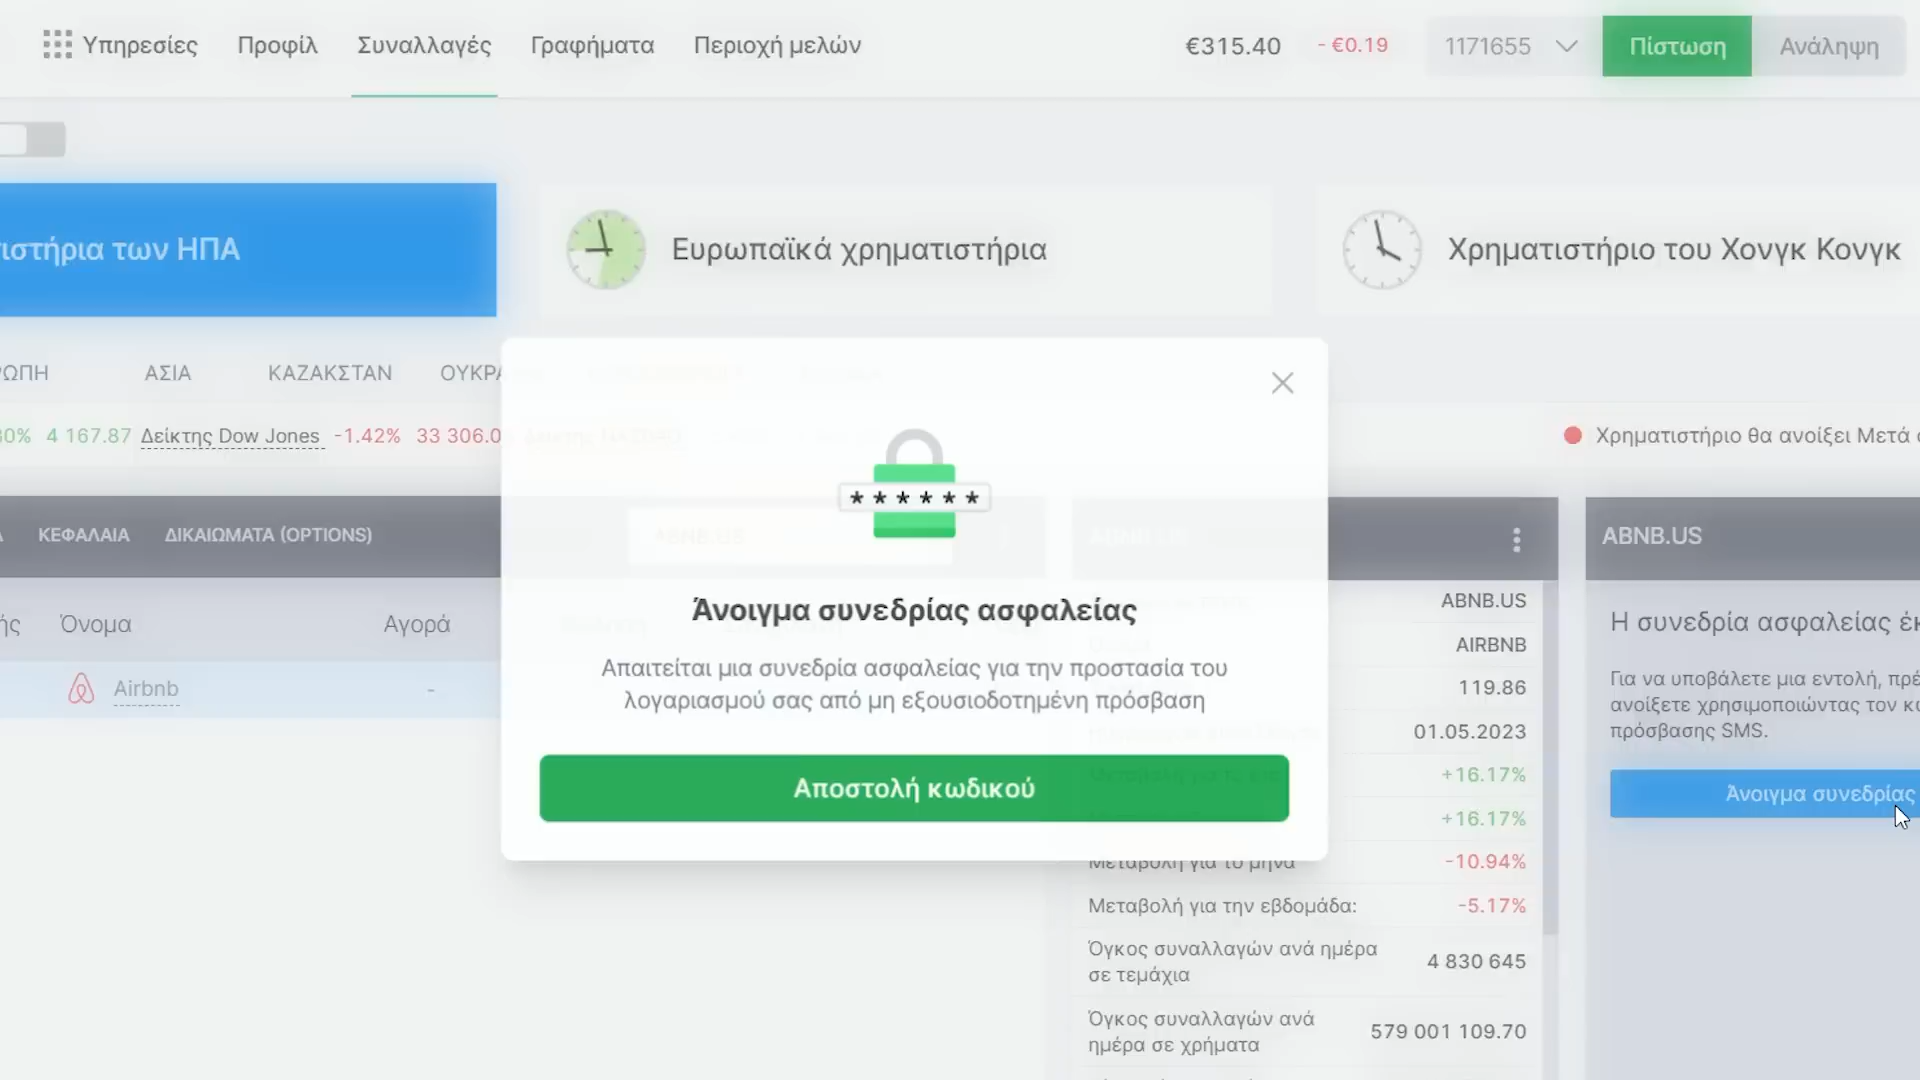 Υπηρεσίες Προφίλ Συναλλαγές Γραφήματα Περιοχή μελών €315.40 - €0.19 1171655 Πίστωση Ανάληψη
των ΗΠΑ Ευρωπαϊκά χρηματιστήρια Χρηματιστήριο του Χονγκ Κονγκ
ΑΣΙΑ ΚΑΖΑΚΣΤΑΝ
4 167.87 Δείκτης Dow Jones -1.42% 33 306.0 Χρηματιστήριο θα ανοίξει Μετά
* * * * * *
ΚΕΦΑΛΑΙΑ ΔΙΚΑΙΩΜΑΤΑ (OPTIONS) ABNB.US ABNB.US
Όνομα Αγορά
Airbnb -
Άνοιγμα συνεδρίας ασφαλείας
Απαιτείται μια συνεδρία ασφαλείας για την προστασία του
λογαριασμού σας από μη εξουσιοδοτημένη πρόσβαση
Αποστολή κωδικού
ABNB.US
AIRBNB
119.86
01.05.2023
+16.17%
+16.17%
Μεταβολή για το μήνα -10.94%
Μεταβολή για την εβδομάδα: -5.17%
Όγκος συναλλαγών ανά ημέρα
σε τεμάχια 4 830 645
Όγκος συναλλαγών ανά
ημέρα σε χρήματα 579 001 109.70
Η συνεδρία ασφαλείας
Για να υποβάλετε μια εντολή,
ανοίξετε χρησιμοποιώντας τον
πρόσβασης SMS.
Άνοιγμα συνεδρίας